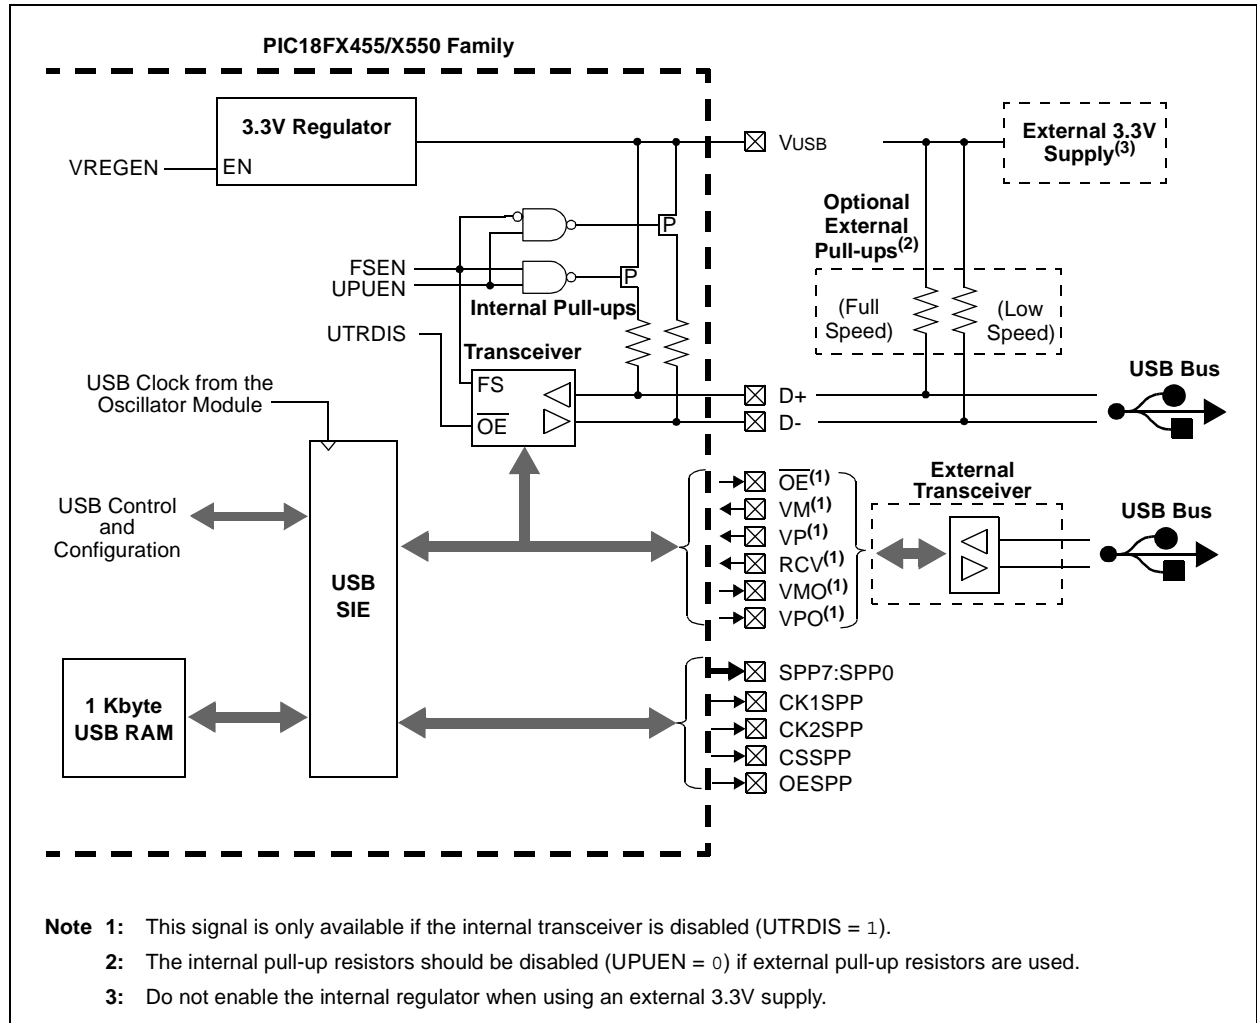 PIC18FX455/X550 Family
3.3V Regulator
EN
VREGEN
VUSB
External 3.3V
Supply(3)
Optional
External
Pull-ups(2)
P
P
FSEN
UPUEN
Internal Pull-ups
(Full
Speed)
(Low
Speed)
UTRDIS
Transceiver
FS
OE
USB Clock from the
Oscillator Module
D+
D-
USB Bus
USB Control
and
Configuration
USB
SIE
OE(1)
VM(1)
VP(1)
RCV(1)
VMO(1)
VPO(1)
External
Transceiver
USB Bus
1 Kbyte
USB RAM
SPP7:SPP0
CK1SPP
CK2SPP
CSSPP
OESPP
Note 1: This signal is only available if the internal transceiver is disabled (UTRDIS = 1).
2: The internal pull-up resistors should be disabled (UPUEN = 0) if external pull-up resistors are used.
3: Do not enable the internal regulator when using an external 3.3V supply.